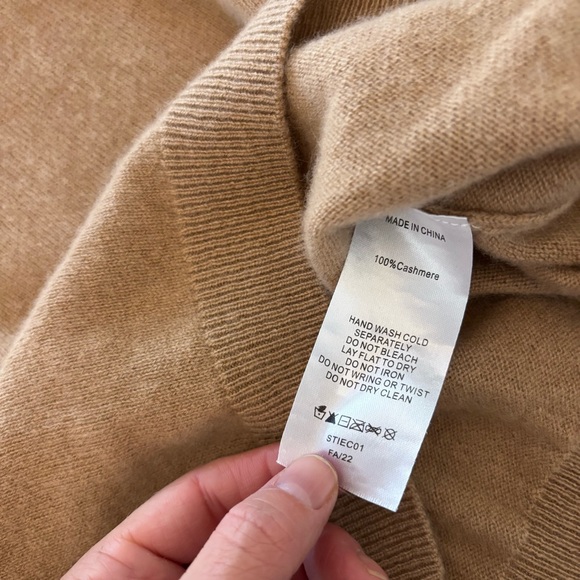 MADE IN CHINA
100%Cashmere
HAND WASH COLD
SEPARATELY
DO NOT BLEACH
LAY FLAT TO DRY
DO NOT IRON
DO NOT WRING OR TWIST
DO NOT DRY CLEAN
STIEC01
FA/22